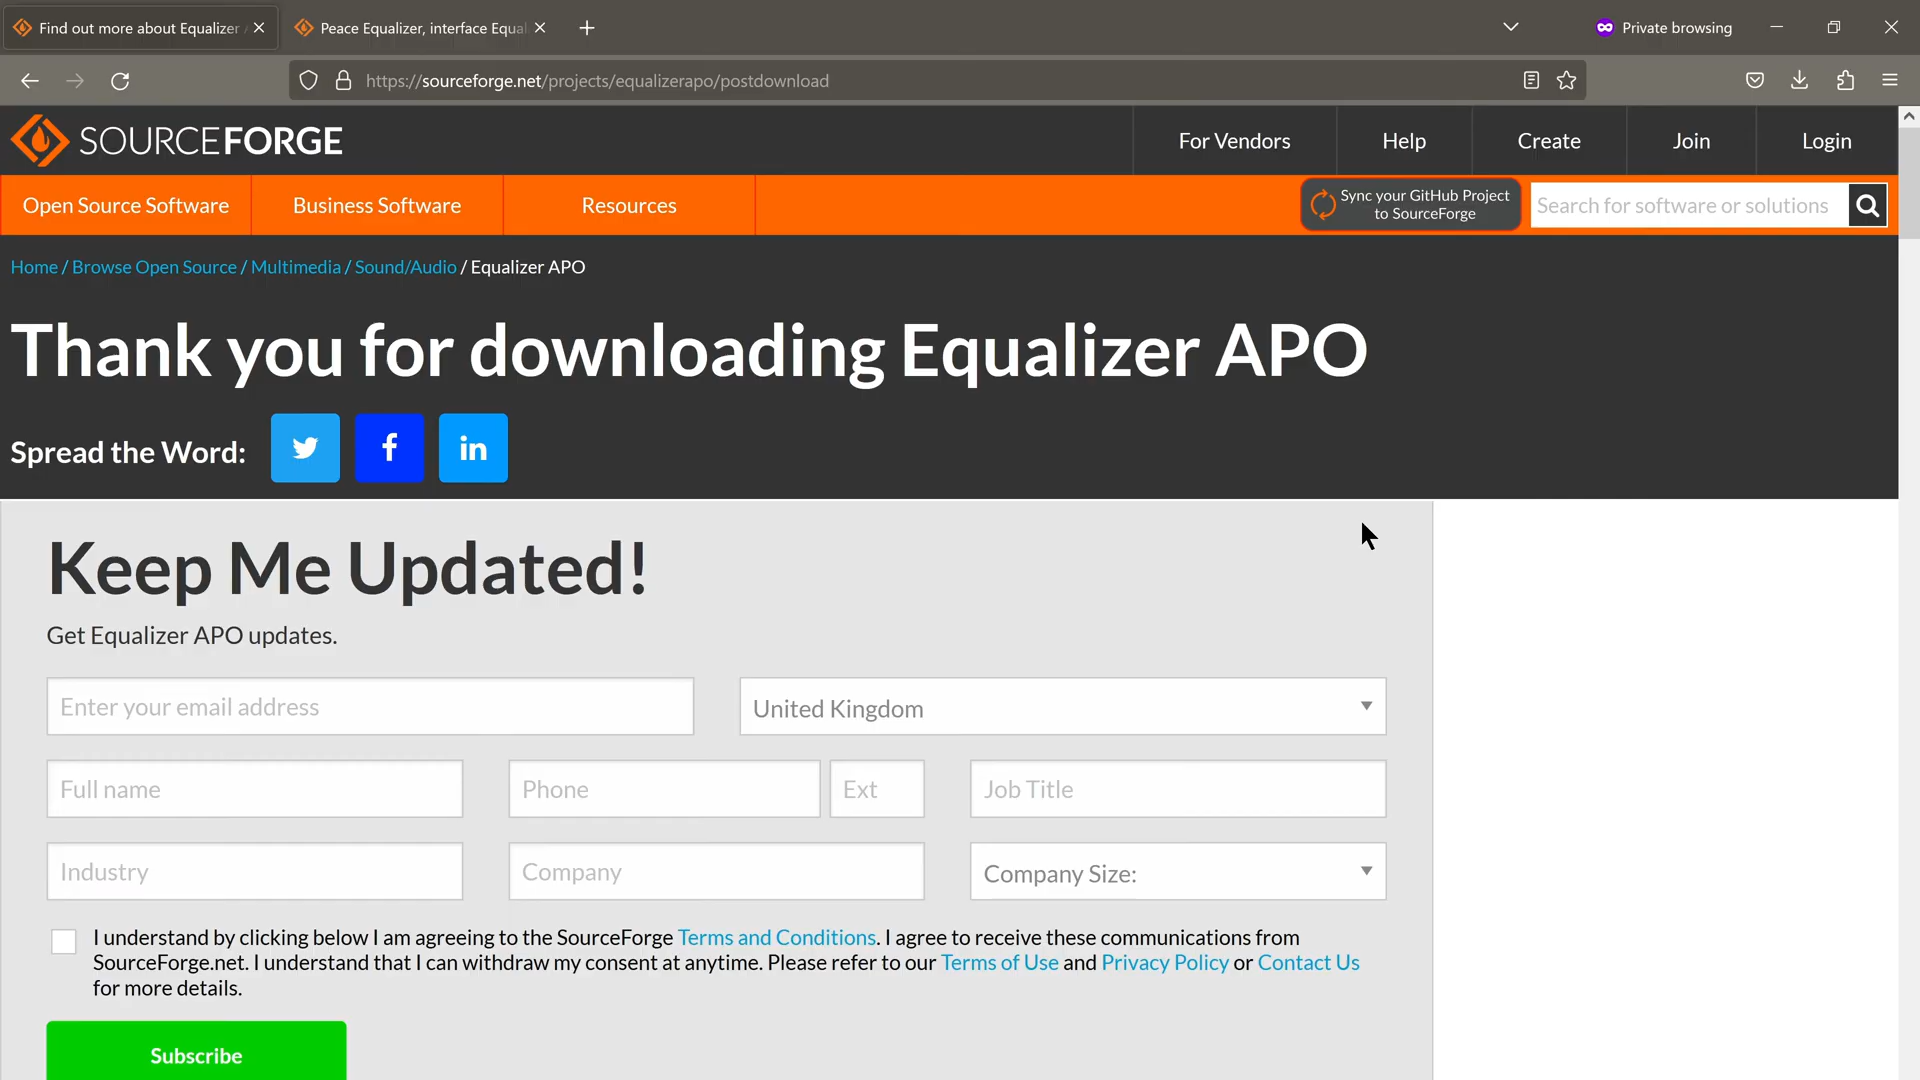 Find out more about Equalizer
Peace Equalizer, interface Equal
Private browsing
https://sourceforge.net/projects/equalizerapo/postdownload
SOURCEFORGE
For Vendors
Help
Create
Join
Login
Open Source Software
Business Software
Resources
Sync your GitHub Project
to SourceForge
Search for software or solutions
Home / Browse Open Source / Multimedia / Sound/Audio / Equalizer APO
Thank you for downloading Equalizer APO
Spread the Word:
f
in
Keep Me Updated!
Get Equalizer APO updates.
Enter your email address
United Kingdom
Full name
Phone
Ext
Job Title
Industry
Company
Company Size:
I understand by clicking below I am agreeing to the SourceForge Terms and Conditions. I agree to receive these communications from
SourceForge.net. I understand that I can withdraw my consent at anytime. Please refer to our Terms of Use and Privacy Policy or Contact Us
for more details.
Subscribe